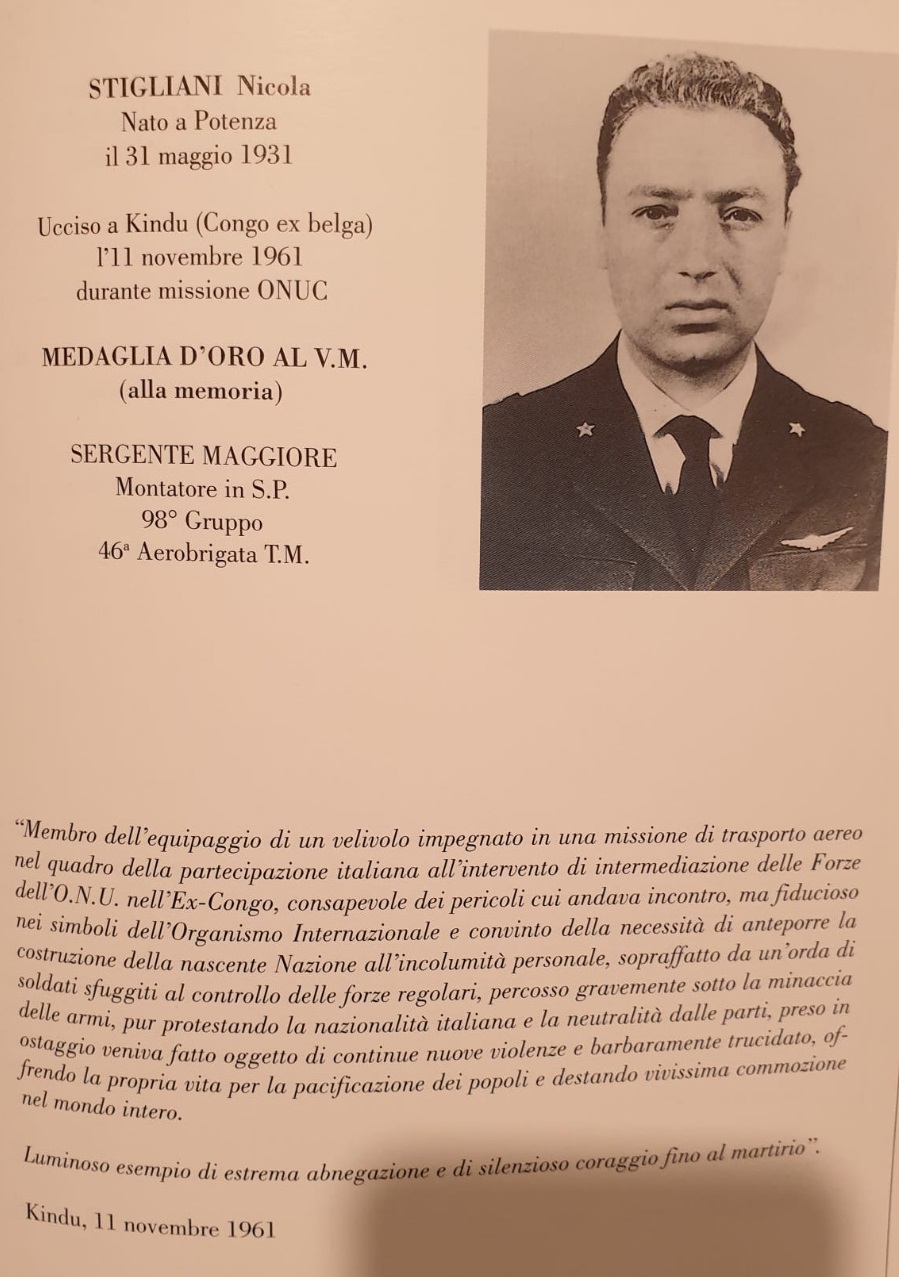 STIGLIANI Nicola
Nato a Potenza
il 31 maggio 1931
Ucciso a Kindu (Congo ex belga)
l'11 novembre 1961
durante missione ONUC
MEDAGLIA D'ORO AL V.M.
(alla memoria)
SERGENTE MAGGIORE
Montatore in S.P.
98° Gruppo
46ª Aerobrigata T.M.
“Membro dell'equipaggio di un velivolo impegnato in una missione di trasporto aereo
nel quadro della partecipazione italiana all'intervento di intermediazione delle Forze
dell'O.N.U. nell'Ex-Congo, consapevole dei pericoli cui andava incontro, ma fiducioso
nei simboli dell'Organismo Internazionale e convinto della necessità di anteporre la
costruzione della nascente Nazione all'incolumità personale, sopraffatto da un'orda di
soldati sfuggiti al controllo delle forze regolari, percosso gravemente sotto la minaccia
delle armi, pur protestando la nazionalità italiana e la neutralità dalle parti, preso in
ostaggio veniva fatto oggetto di continue nuove violenze e barbaramente trucidato, of-
frendo la propria vita per la pacificazione dei popoli e destando vivissima commozione
nel mondo intero.
Luminoso esempio di estrema abnegazione e di silenzioso coraggio fino al martirio”.
Kindu, 11 novembre 1961